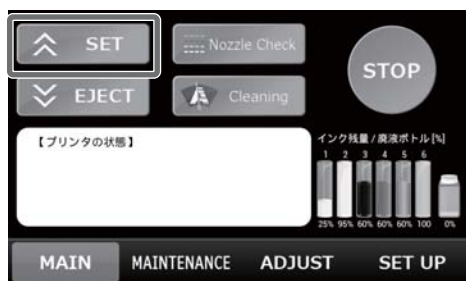 SET
Nozzle Check
STOP
EJECT
Cleaning
【プリンタの状態】
インク残量/廃液ボトル[%]
1 2 3 4 5 6
25% 95% 60% 60% 60% 100 0%
MAIN MAINTENANCE ADJUST SET UP